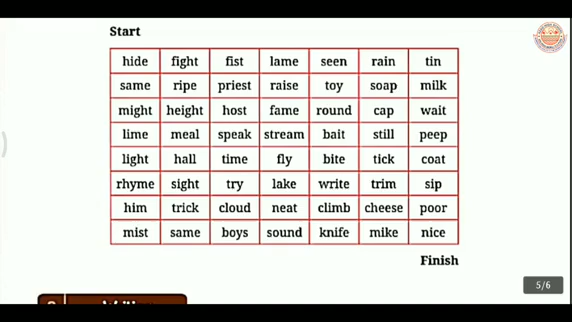 Start
hide fight fist lame seen rain tin
same ripe priest raise toy soap milk
might height host fame round cap wait
lime meal speak stream bait still peep
light hall time fly bite tick coat
rhyme sight try lake write trim sip
him trick cloud neat climb cheese poor
mist same boys sound knife mike nice
Finish
5/6